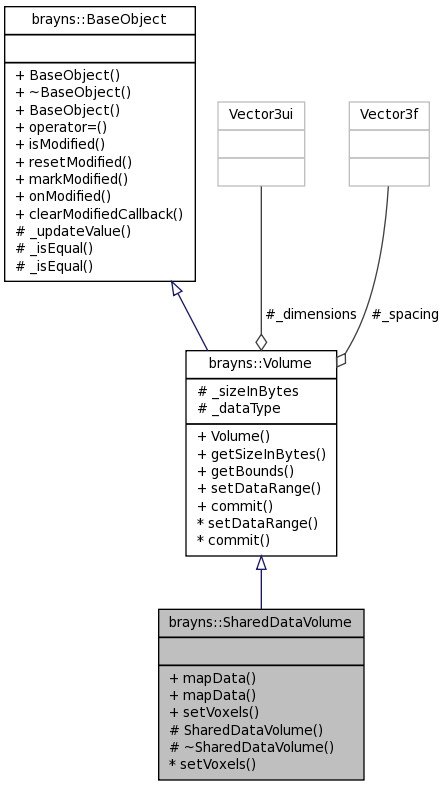 brayns::BaseObject
+ BaseObject()
+ ~BaseObject()
+ BaseObject()
+ operator=()
+ isModified()
+ resetModified()
+ markModified()
+ onModified()
+ clearModifiedCallback()
# _updateValue()
# _isEqual()
# _isEqual()
Vector3ui
Vector3f
#_dimensions
#_spacing
brayns::Volume
# _sizeInBytes
# _dataType
+ Volume()
+ getSizeInBytes()
+ getBounds()
+ setDataRange()
+ commit()
* setDataRange()
* commit()
brayns::SharedDataVolume
+ mapData()
+ mapData()
+ setVoxels()
# SharedDataVolume()
# ~SharedDataVolume()
* setVoxels()